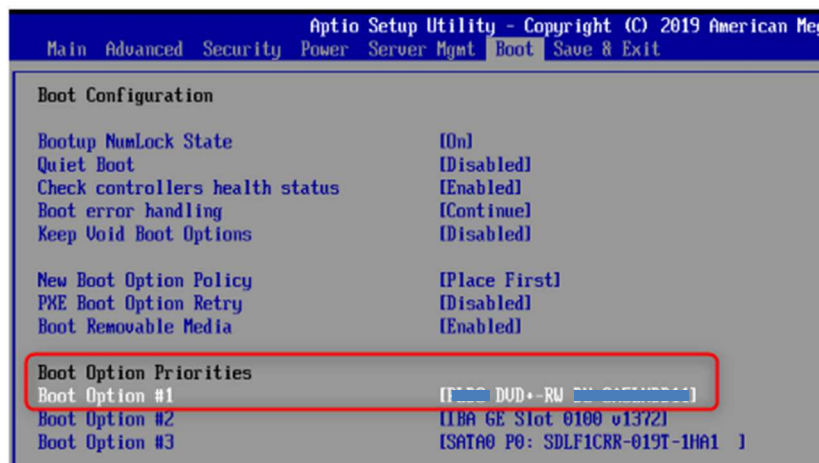 Aptio Setup Utility - Copyright (C) 2019 American Meg
Main Advanced Security Power Server Mgmt Boot Save & Exit
Boot Configuration
Bootup NumLock State [On]
Quiet Boot [Disabled]
Check controllers health status [Enabled]
Boot error handling [Continue]
Keep Void Boot Options [Disabled]
New Boot Option Policy [Place First]
PXE Boot Option Retry [Disabled]
Boot Removable Media [Enabled]
Boot Option Priorities
Boot Option #1 DVD+-RW
Boot Option #2 [IBA GE Slot 0100 v1372]
Boot Option #3 [SATA0 P0: SDLF1CRR-019T-1HA1 ]